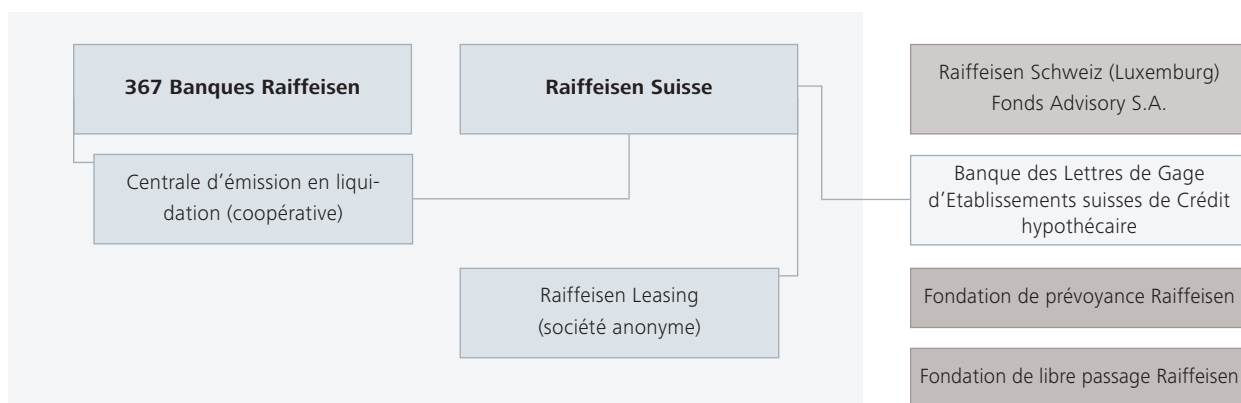 367 Banques Raiffeisen
Raiffeisen Suisse
Centrale d’émission en liqui-
dation (coopérative)
Raiffeisen Leasing
(société anonyme)
Raiffeisen Schweiz (Luxemburg)
Fonds Advisory S.A.
Banque des Lettres de Gage
d’Etablissements suisses de Crédit
hypothécaire
Fondation de prévoyance Raiffeisen
Fondation de libre passage Raiffeisen